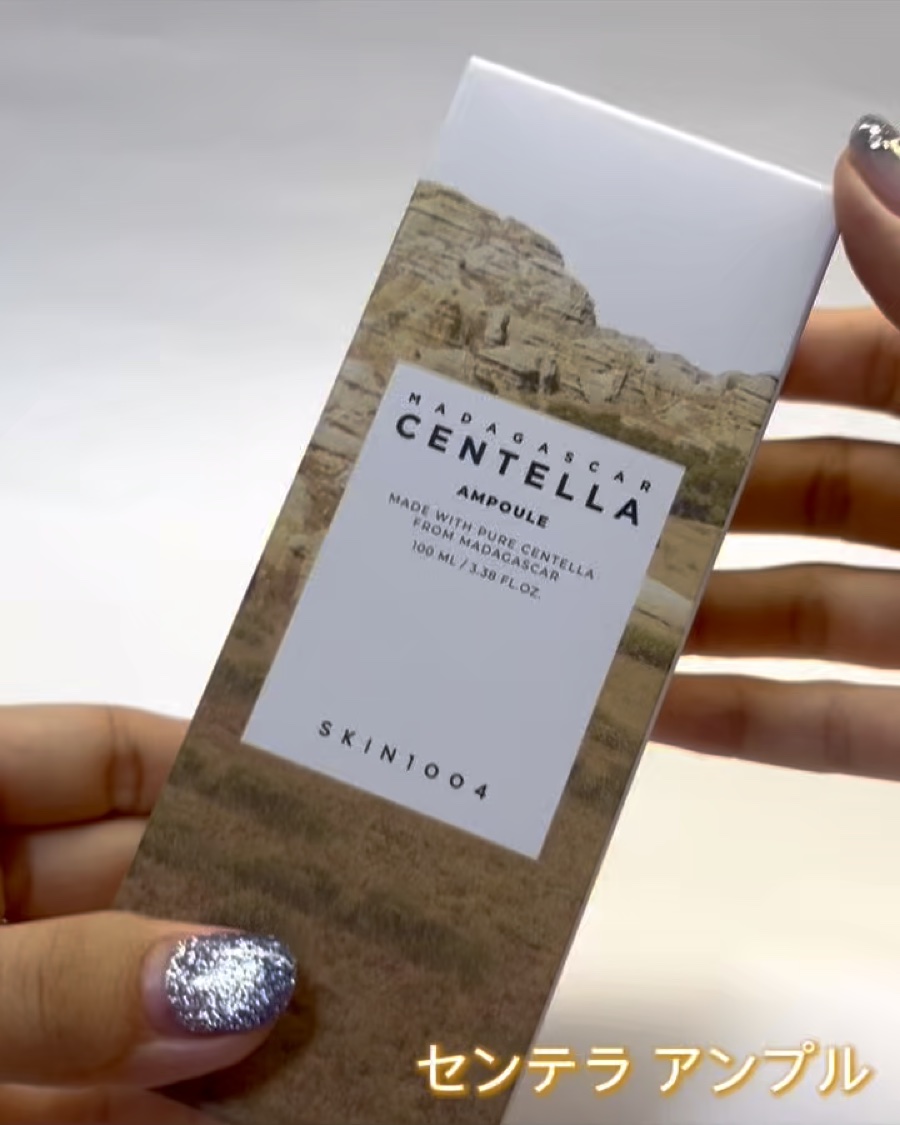 MADAGASCAR
CENTELLA
AMPOULE
MADE WITH PURE CENTELLA
FROM MADAGASCAR
100 ML / 3.38 FL.OZ.
SKIN1004
センテラ アンプル